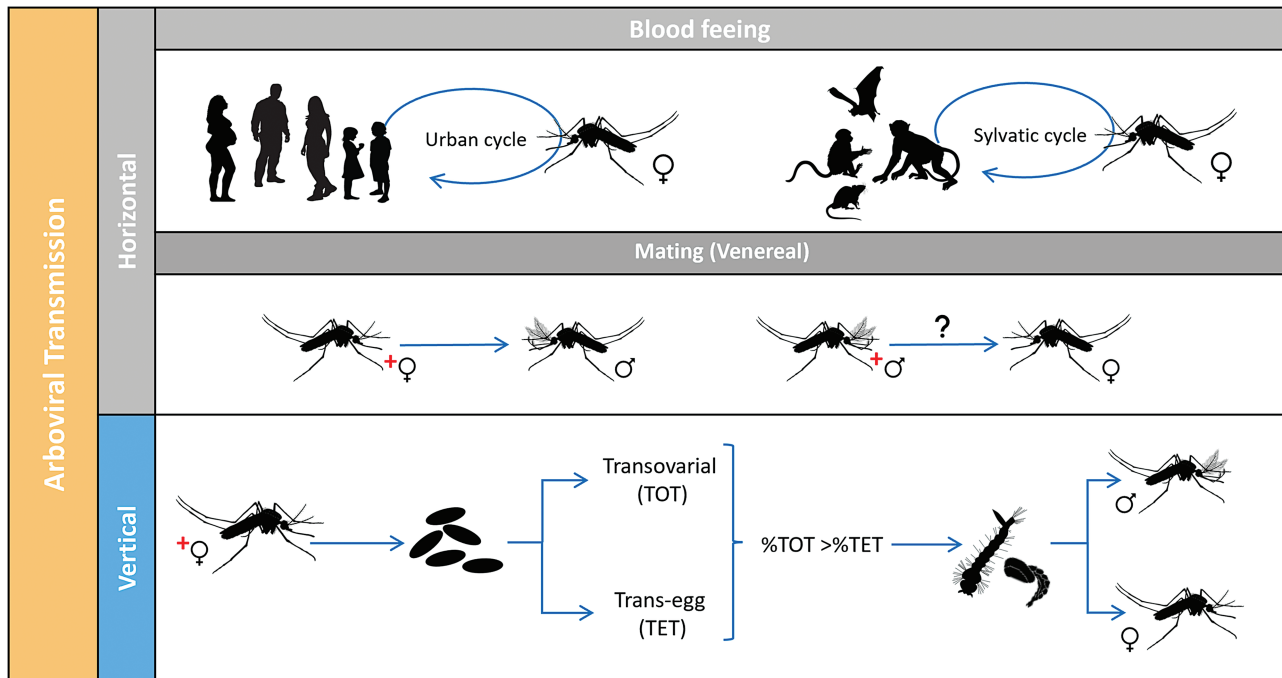 Arboviral Transmission
Horizontal
Blood feeing
Urban cycle
♀
Sylvatic cycle
♀
Mating (Venereal)
+♀
♂
?
+♂
♀
Vertical
+♀
Transovarial
(TOT)
Trans-egg
(TET)
%TOT >%TET
♂
♀